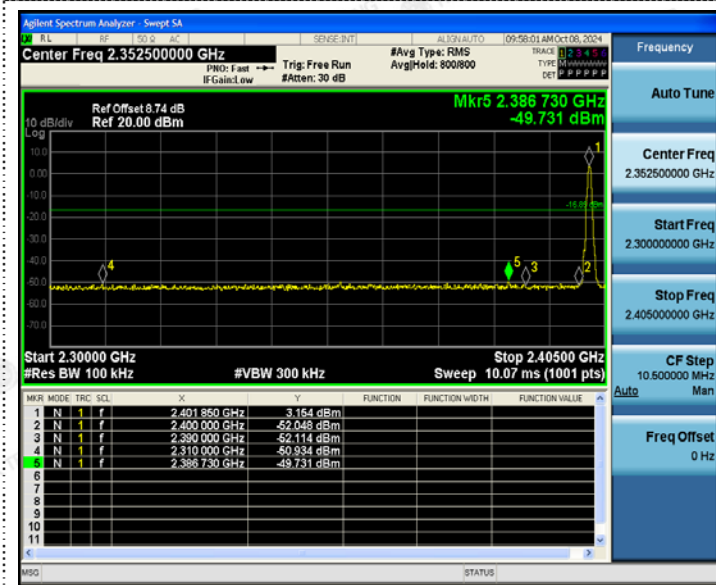 Agilent Spectrum Analyzer - Swept SA
RL RF 50 Ω AC SENSE:INT ALIGNAUTO 09:58:01 AM Oct 08, 2024
Center Freq 2.352500000 GHz
PNO: Fast
IFGain:Low
Trig: Free Run
#Atten: 30 dB
#Avg Type: RMS
Avg|Hold: 800/800
TRACE 1 2 3 4 5 6
TYPE M
DET P P P P P P
Ref Offset 8.74 dB
Ref 20.00 dBm
10 dB/div
Log
Mkr5 2.386 730 GHz
-49.731 dBm
10.0
0.00
-10.0
-20.0
-30.0
-40.0
-50.0
-60.0
-70.0
1
2
3
4
5
Start 2.30000 GHz
#Res BW 100 kHz
#VBW 300 kHz
Stop 2.40500 GHz
Sweep 10.07 ms (1001 pts)
MKR MODE TRC SCL X Y FUNCTION FUNCTION WIDTH FUNCTION VALUE
1 N 1 f 2.401 850 GHz 3.154 dBm
2 N 1 f 2.400 000 GHz -52.048 dBm
3 N 1 f 2.390 000 GHz -52.114 dBm
4 N 1 f 2.310 000 GHz -50.934 dBm
5 N 1 f 2.386 730 GHz -49.731 dBm
6
7
8
9
10
11
MSG STATUS
Frequency
Auto Tune
Center Freq
2.352500000 GHz
Start Freq
2.300000000 GHz
Stop Freq
2.405000000 GHz
CF Step
10.500000 MHz
Auto Man
Freq Offset
0 Hz